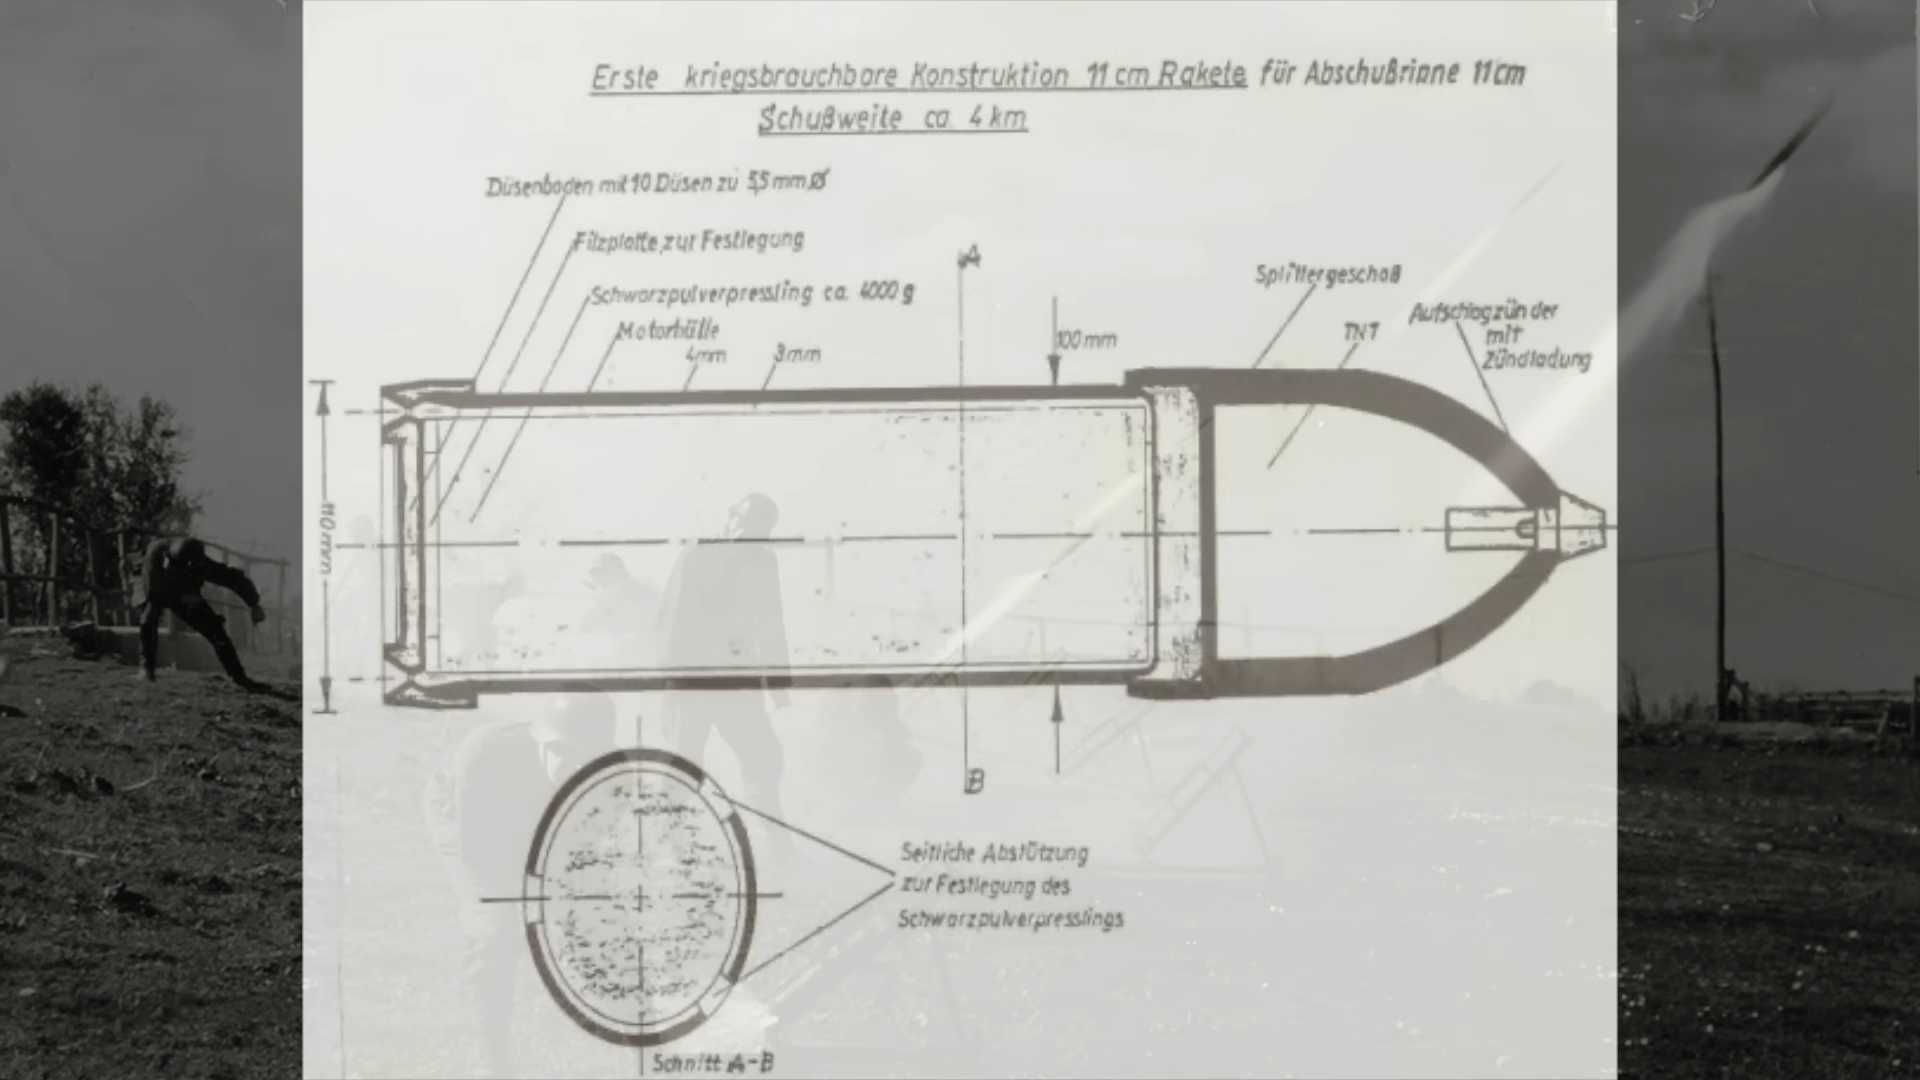 Erste kriegsbrauchbare Konstruktion 11 cm Rakete für Abschußrinne 11cm
Schußweite ca. 4 km
Düsenboden mit 10 Düsen zu 5,5 mm Ø
Filzplatte zur Festlegung
Schwarzpulverpressling ca. 4000 g
Motorhülle
4mm
3mm
A
100 mm
Splittergeschoß
TNT
Aufschlagzünder
mit
Zündladung
110 mm
B
Seitliche Abstützung
zur Festlegung des
Schwarzpulverpresslings
Schnitt A-B